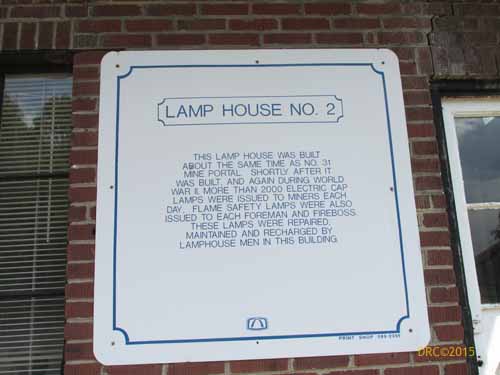 LAMP HOUSE NO. 2
THIS LAMP HOUSE WAS BUILT
ABOUT THE SAME TIME AS NO. 31
MINE PORTAL. SHORTLY AFTER IT
WAS BUILT, AND AGAIN DURING WORLD
WAR II, MORE THAN 2000 ELECTRIC CAP
LAMPS WERE ISSUED TO MINERS EACH
DAY. FLAME SAFETY LAMPS WERE ALSO
ISSUED TO EACH FOREMAN AND FIREBOSS.
THESE LAMPS WERE REPAIRED,
MAINTAINED AND RECHARGED BY
LAMPHOUSE MEN IN THIS BUILDING.
PRINT SHOP
DRC©2015